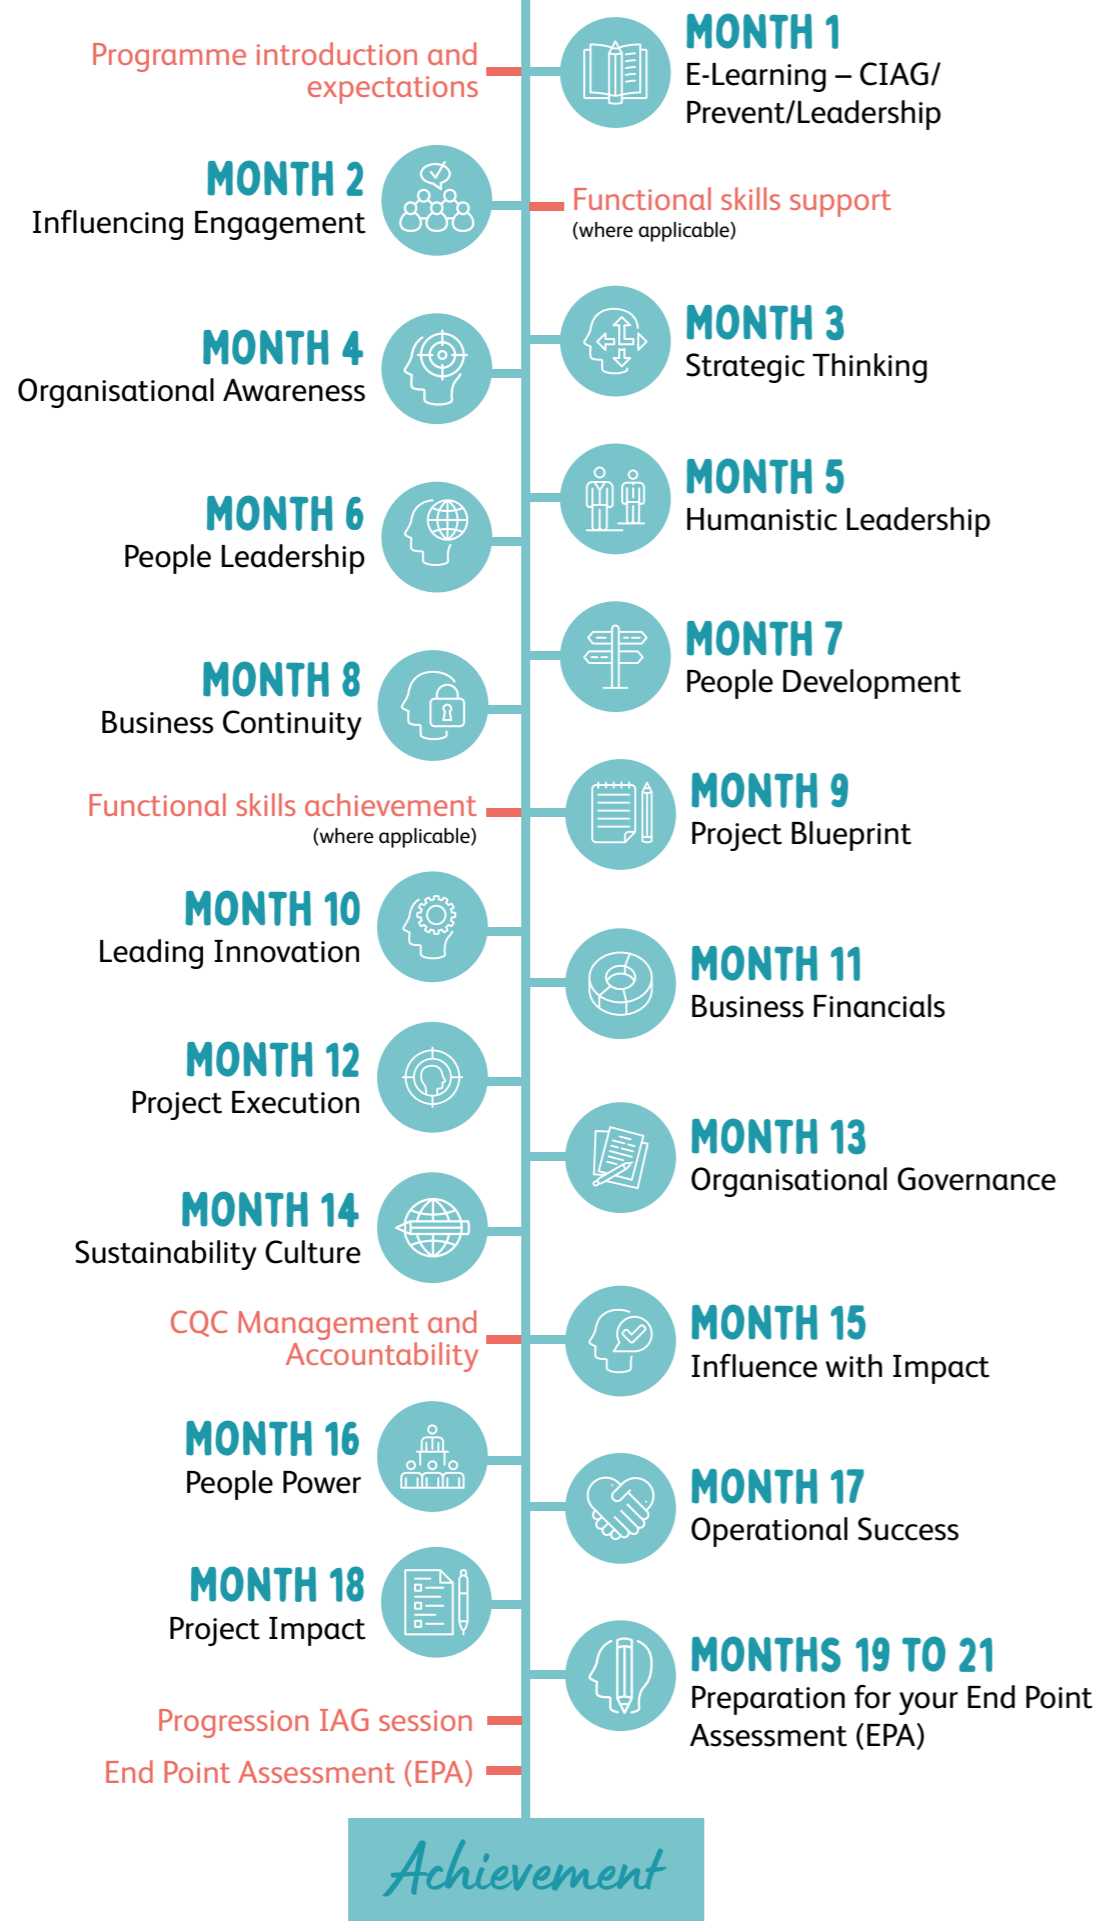 Programme introduction and
expectations
MONTH 1
E-Learning – CIAG/
Prevent/Leadership
MONTH 2
Influencing Engagement
Functional skills support
(where applicable)
MONTH 3
Strategic Thinking
MONTH 4
Organisational Awareness
MONTH 5
Humanistic Leadership
MONTH 6
People Leadership
MONTH 7
People Development
MONTH 8
Business Continuity
Functional skills achievement
(where applicable)
MONTH 9
Project Blueprint
MONTH 10
Leading Innovation
MONTH 11
Business Financials
MONTH 12
Project Execution
MONTH 13
Organisational Governance
MONTH 14
Sustainability Culture
CQC Management and
Accountability
MONTH 15
Influence with Impact
MONTH 16
People Power
MONTH 17
Operational Success
MONTH 18
Project Impact
MONTHS 19 TO 21
Preparation for your End Point
Assessment (EPA)
Progression IAG session
End Point Assessment (EPA)
Achievement